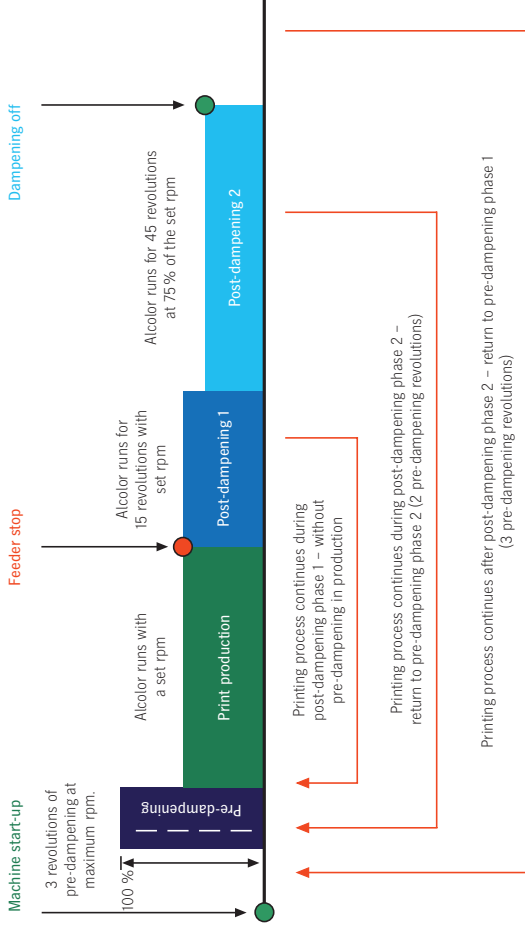 Machine start-up
Feeder stop
Dampening off
3 revolutions of
pre-dampening at
maximum rpm.
100 %
Alcolor runs with
a set rpm
Alcolor runs for
15 revolutions with
set rpm
Alcolor runs for 45 revolutions
at 75 % of the set rpm
Pre-dampening
Print production
Post-dampening 1
Post-dampening 2
Printing process continues during
post-dampening phase 1 – without
pre-dampening in production
Printing process continues during post-dampening phase 2 –
return to pre-dampening phase 2 (2 pre-dampening revolutions)
Printing process continues after post-dampening phase 2 – return to pre-dampening phase 1
(3 pre-dampening revolutions)